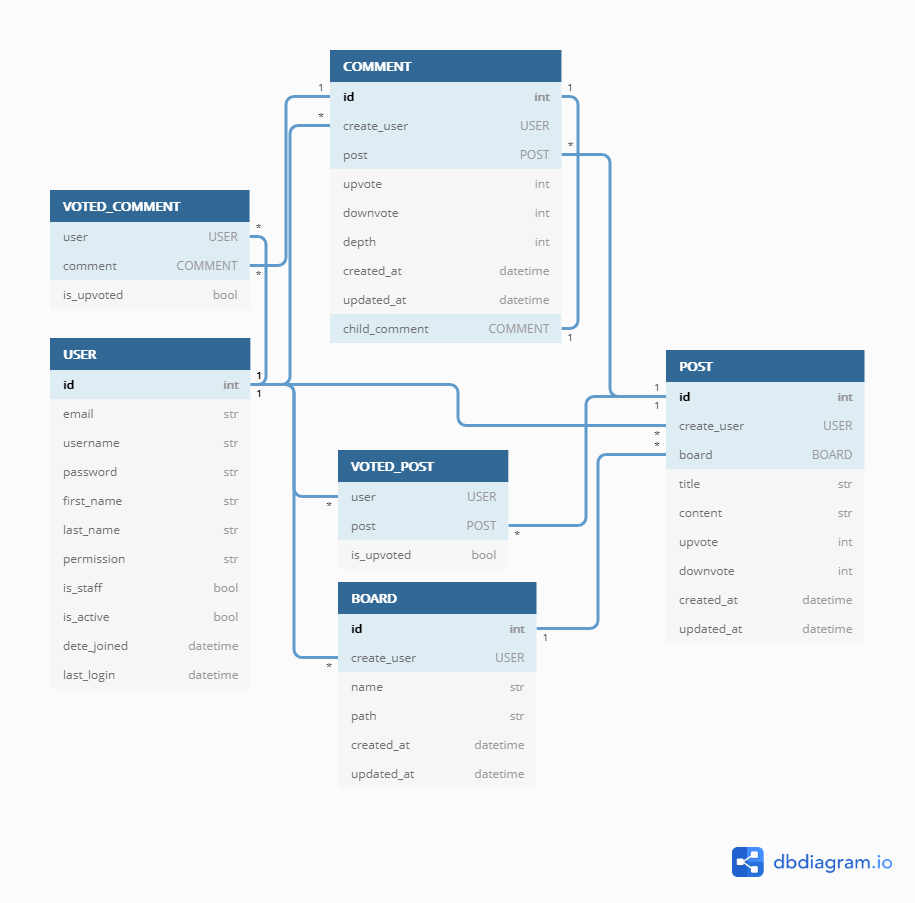 COMMENT
id int
create_user USER
post POST
upvote int
downvote int
depth int
created_at datetime
updated_at datetime
child_comment COMMENT
1
*
1
*
1
VOTED_COMMENT
user USER
comment COMMENT
is_upvoted bool
*
*
USER
id int
email str
username str
password str
first_name str
last_name str
permission str
is_staff bool
is_active bool
dete_joined datetime
last_login datetime
1
1
POST
id int
create_user USER
board BOARD
title str
content str
upvote int
downvote int
created_at datetime
updated_at datetime
1
1
*
*
VOTED_POST
user USER
post POST
is_upvoted bool
*
*
BOARD
id int
create_user USER
name str
path str
created_at datetime
updated_at datetime
1
*
dbdiagram.io